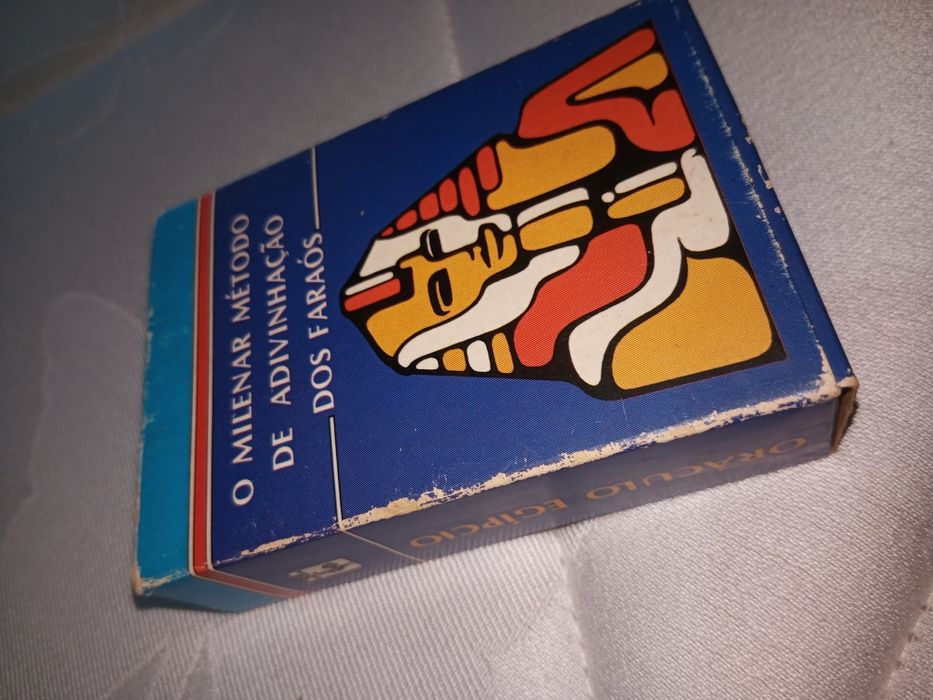 O MILENAR MÉTODO
DE ADIVINHAÇÃO
DOS FARAÓS
ORÁCULO EGÍPCIO